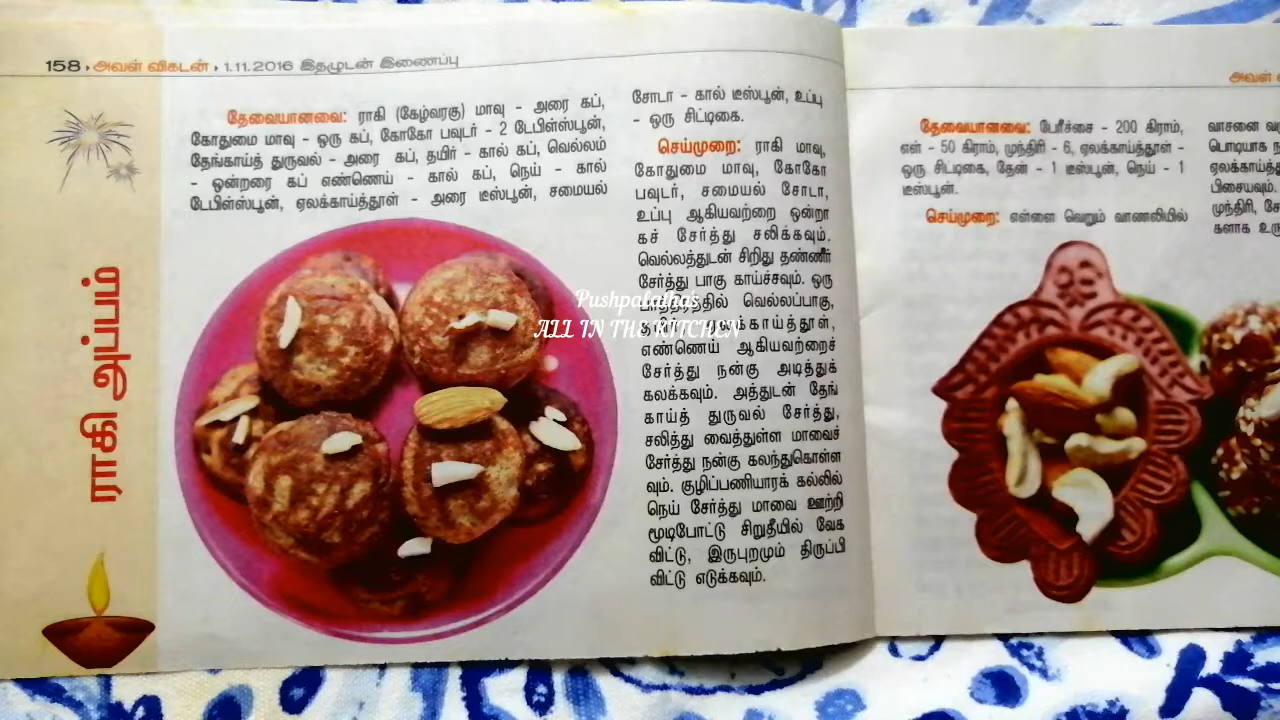 158 › அவள் விகடன் › 1.11.2016 இதழுடன் இணைப்பு
ராகி அப்பம்
தேவையானவை: ராகி (கேழ்வரகு) மாவு – அரை கப்,
கோதுமை மாவு – ஒரு கப், கோகோ பவுடர் – 2 டேபிள்ஸ்பூன்,
தேங்காய்த் துருவல் – அரை கப், தயிர் – கால் கப், வெல்லம்
– ஒன்றரை கப் எண்ணெய் – கால் கப், நெய் – கால்
டேபிள்ஸ்பூன், ஏலக்காய்த்தூள் – அரை டீஸ்பூன், சமையல்
சோடா – கால் டீஸ்பூன், உப்பு
– ஒரு சிட்டிகை.
செய்முறை: ராகி மாவு,
கோதுமை மாவு, கோகோ
பவுடர், சமையல் சோடா,
உப்பு ஆகியவற்றை ஒன்றா
கச் சேர்த்து சலிக்கவும்.
வெல்லத்துடன் சிறிது தண்ணீர்
சேர்த்து பாகு காய்ச்சவும். ஒரு
பாத்திரத்தில் வெல்லப்பாகு,
ஏலக்காய்த்தூள்,
எண்ணெய் ஆகியவற்றைச்
சேர்த்து நன்கு அடித்துக்
கலக்கவும். அத்துடன் தேங்
காய்த் துருவல் சேர்த்து,
சலித்து வைத்துள்ள மாவைச்
சேர்த்து நன்கு கலந்துகொள்ள
வும். குழிப்பணியாரக் கல்லில்
நெய் சேர்த்து மாவை ஊற்றி
மூடிபோட்டு சிறுதீயில் வேக
விட்டு, இருபுறமும் திருப்பி
விட்டு எடுக்கவும்.
Pushpalatha's
ALL IN THE KITCHEN
அவள்
தேவையானவை: பேரீச்சை – 200 கிராம்,
எள் – 50 கிராம், முந்திரி – 6, ஏலக்காய்த்தூள் –
ஒரு சிட்டிகை, தேன் – 1 டீஸ்பூன், நெய் – 1
டீஸ்பூன்.
செய்முறை: எள்ளை வெறும் வாணலியில்
வாசனை
பொடியாக
பிசையவும்.
முந்திரி,
களாக